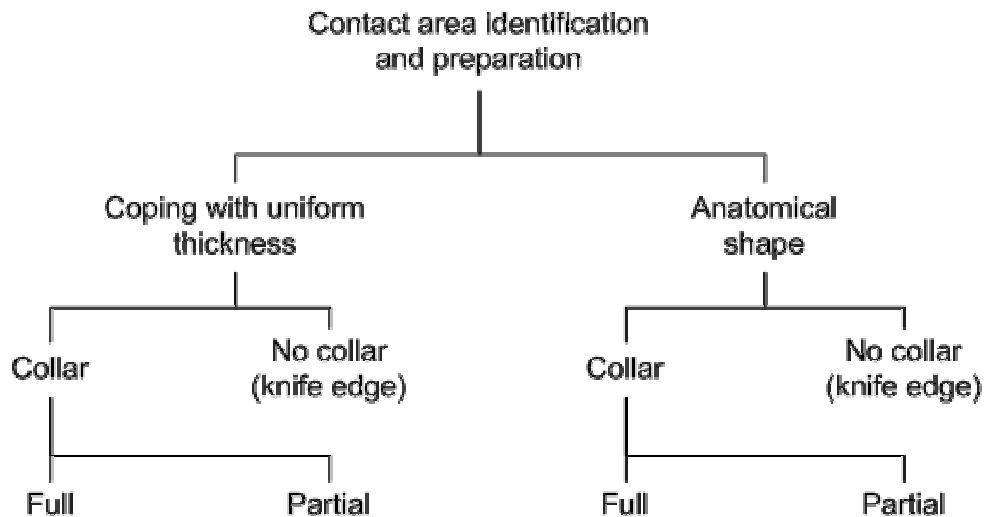 Contact area identification
and preparation
Coping with uniform
thickness
Anatomical
shape
Collar
No collar
(knife edge)
Collar
No collar
(knife edge)
Full
Partial
Full
Partial